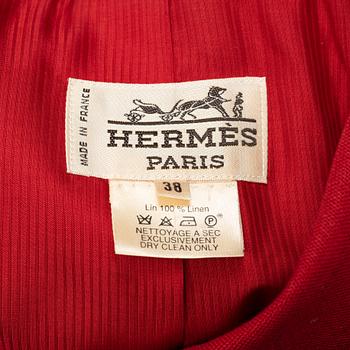 MADE IN FRANCE
HERMÈS
PARIS
38
Lin 100 % Linen
P
NETTOYAGE A SEC
EXCLUSIVEMENT
DRY CLEAN ONLY